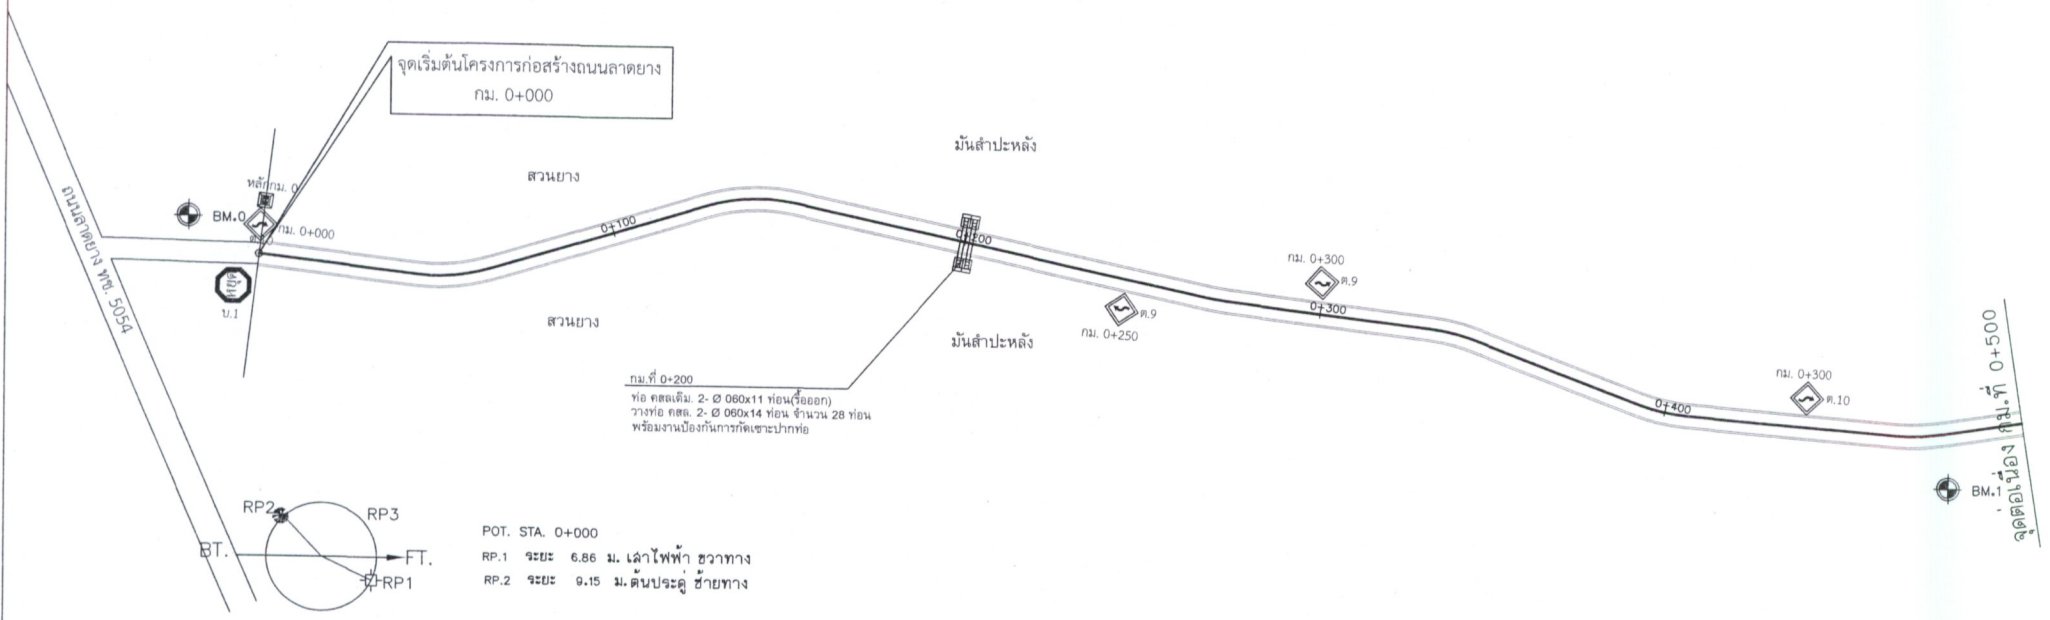 จุดเริ่มต้นโครงการก่อสร้างถนนลาดยาง
กม. 0+000
มันสำปะหลัง
สวนยาง
หลักกม. 0
BM.0
กม. 0+000
0+100
0+200
ถนนลาดยาง ทช. 5054
หยุด
บ.1
สวนยาง
มันสำปะหลัง
กม. 0+300
ต.9
0+300
ต.9
กม. 0+250
กม. 0+300
ต.10
0+400
จุดต่อเนื่อง กม.ที่ 0+500
BM.1
กม.ที่ 0+200
ท่อ คสลเดิม. 2- Ø 060x11 ท่อน(รื้อออก)
วางท่อ คสล. 2- Ø 060x14 ท่อน จำนวน 28 ท่อน
พร้อมงานป้องกันการกัดเซาะปากท่อ
RP2
RP3
BT.
FT.
RP1
POT. STA. 0+000
RP.1 ระยะ 6.86 ม. เสาไฟฟ้า ขวาทาง
RP.2 ระยะ 9.15 ม.ต้นประดู่ ซ้ายทาง